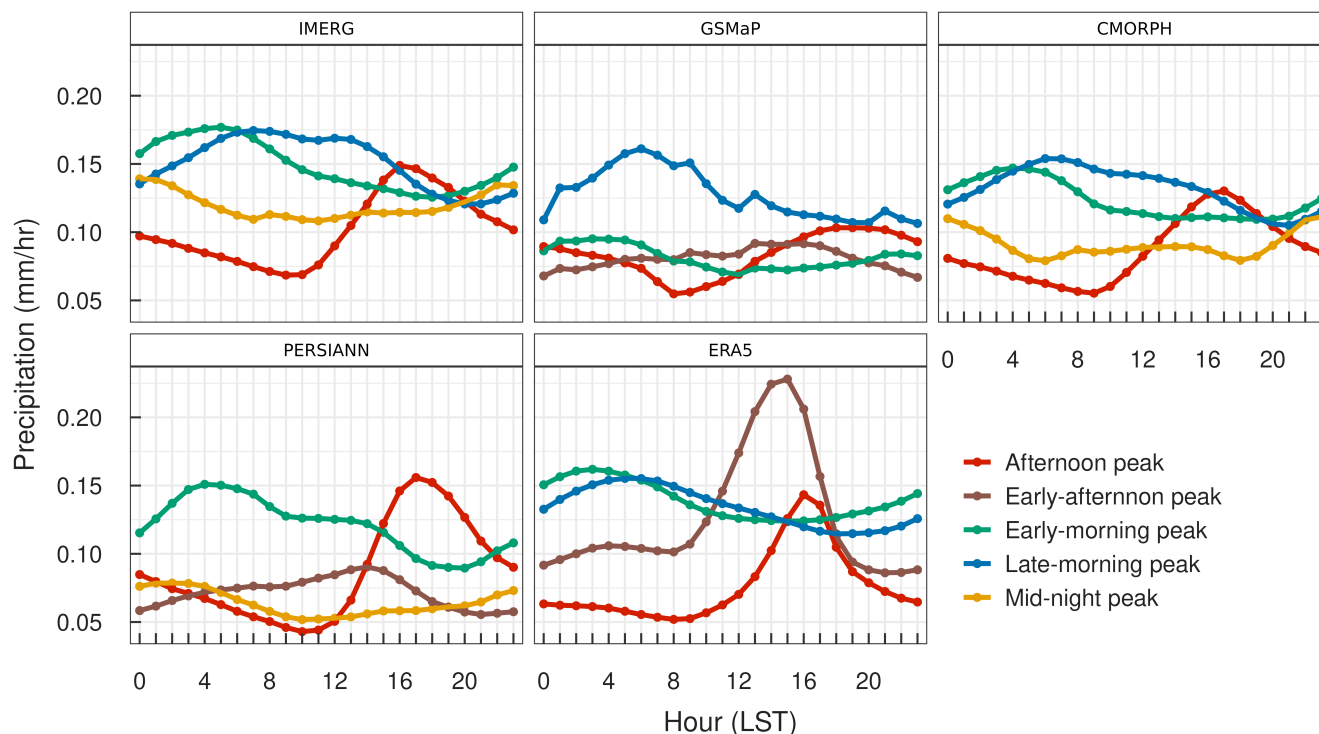 IMERG GSMaP CMORPH
0.20
0.15
0.10
0.05
0 4 8 12 16 20
PERSIANN ERA5
0.20
0.15
0.10
0.05
0 4 8 12 16 20 0 4 8 12 16 20
Precipitation (mm/hr)
Hour (LST)
Afternoon peak
Early-afternnon peak
Early-morning peak
Late-morning peak
Mid-night peak